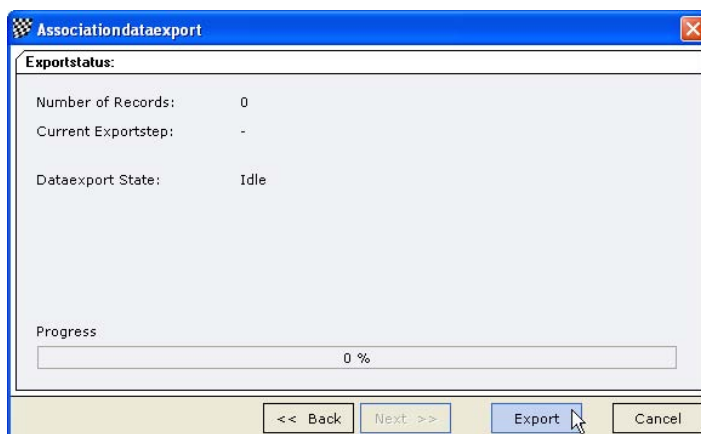 Associationdataexport
Exportstatus:
Number of Records: 0
Current Exportstep: -
Dataexport State: Idle
Progress
0 %
<< Back Next >> Export Cancel